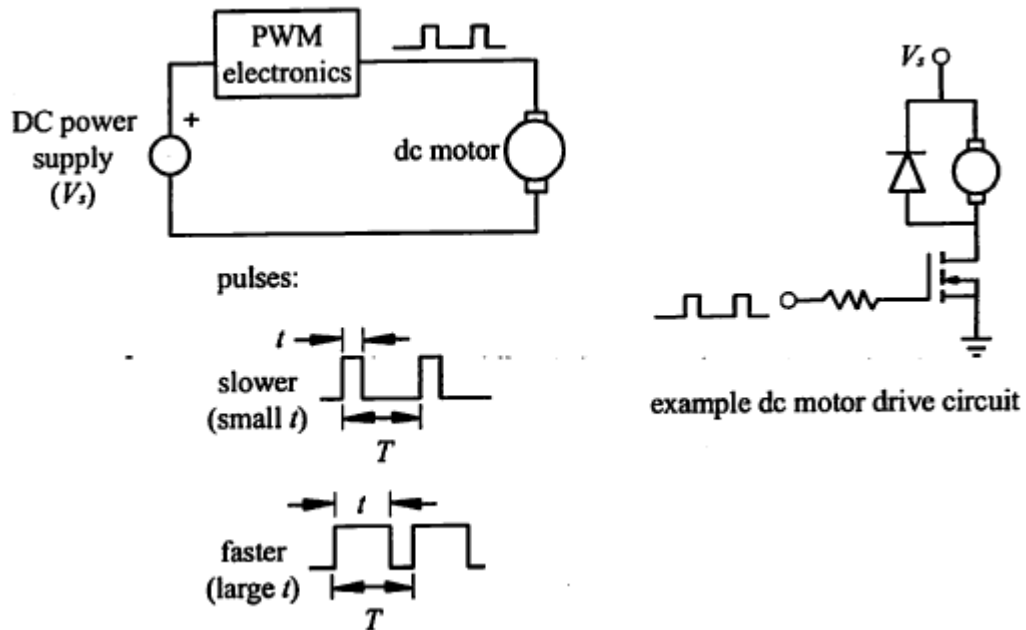 PWM
electronics
DC power
supply
(Vs)
+
dc motor
Vs
pulses:
t
slower
(small t)
T
example dc motor drive circuit
t
faster
(large t)
T